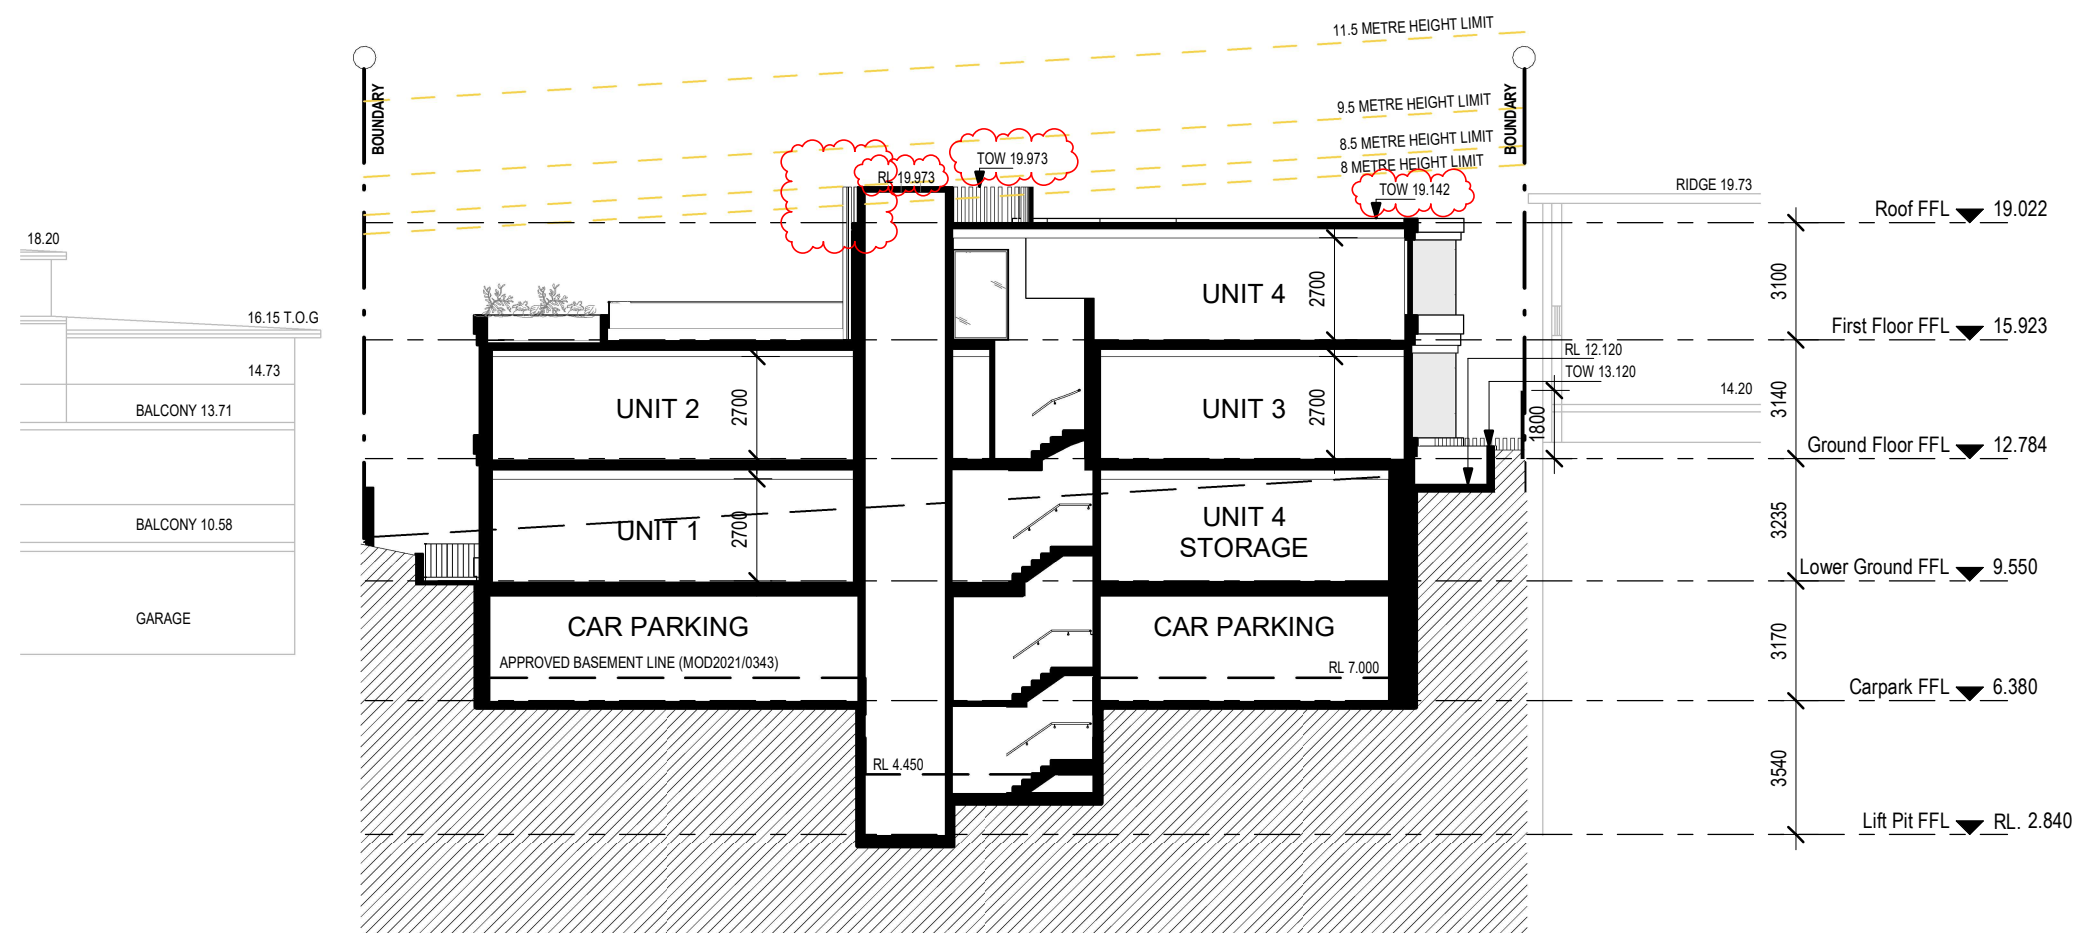 11.5 METRE HEIGHT LIMIT
BOUNDARY
BOUNDARY
9.5 METRE HEIGHT LIMIT
8.5 METRE HEIGHT LIMIT
8 METRE HEIGHT LIMIT
TOW 19.973
RL 19.973
TOW 19.142
RIDGE 19.73
Roof FFL 19.022
18.20
3100
UNIT 4
2700
16.15 T.O.G
First Floor FFL 15.923
RL 12.120
TOW 13.120
14.73
14.20
BALCONY 13.71
UNIT 2
2700
UNIT 3
2700
1800
3140
Ground Floor FFL 12.784
BALCONY 10.58
UNIT 1
2700
UNIT 4
STORAGE
3235
Lower Ground FFL 9.550
GARAGE
CAR PARKING
CAR PARKING
APPROVED BASEMENT LINE (MOD2021/0343)
RL 7.000
3170
Carpark FFL 6.380
RL 4.450
3540
Lift Pit FFL RL. 2.840